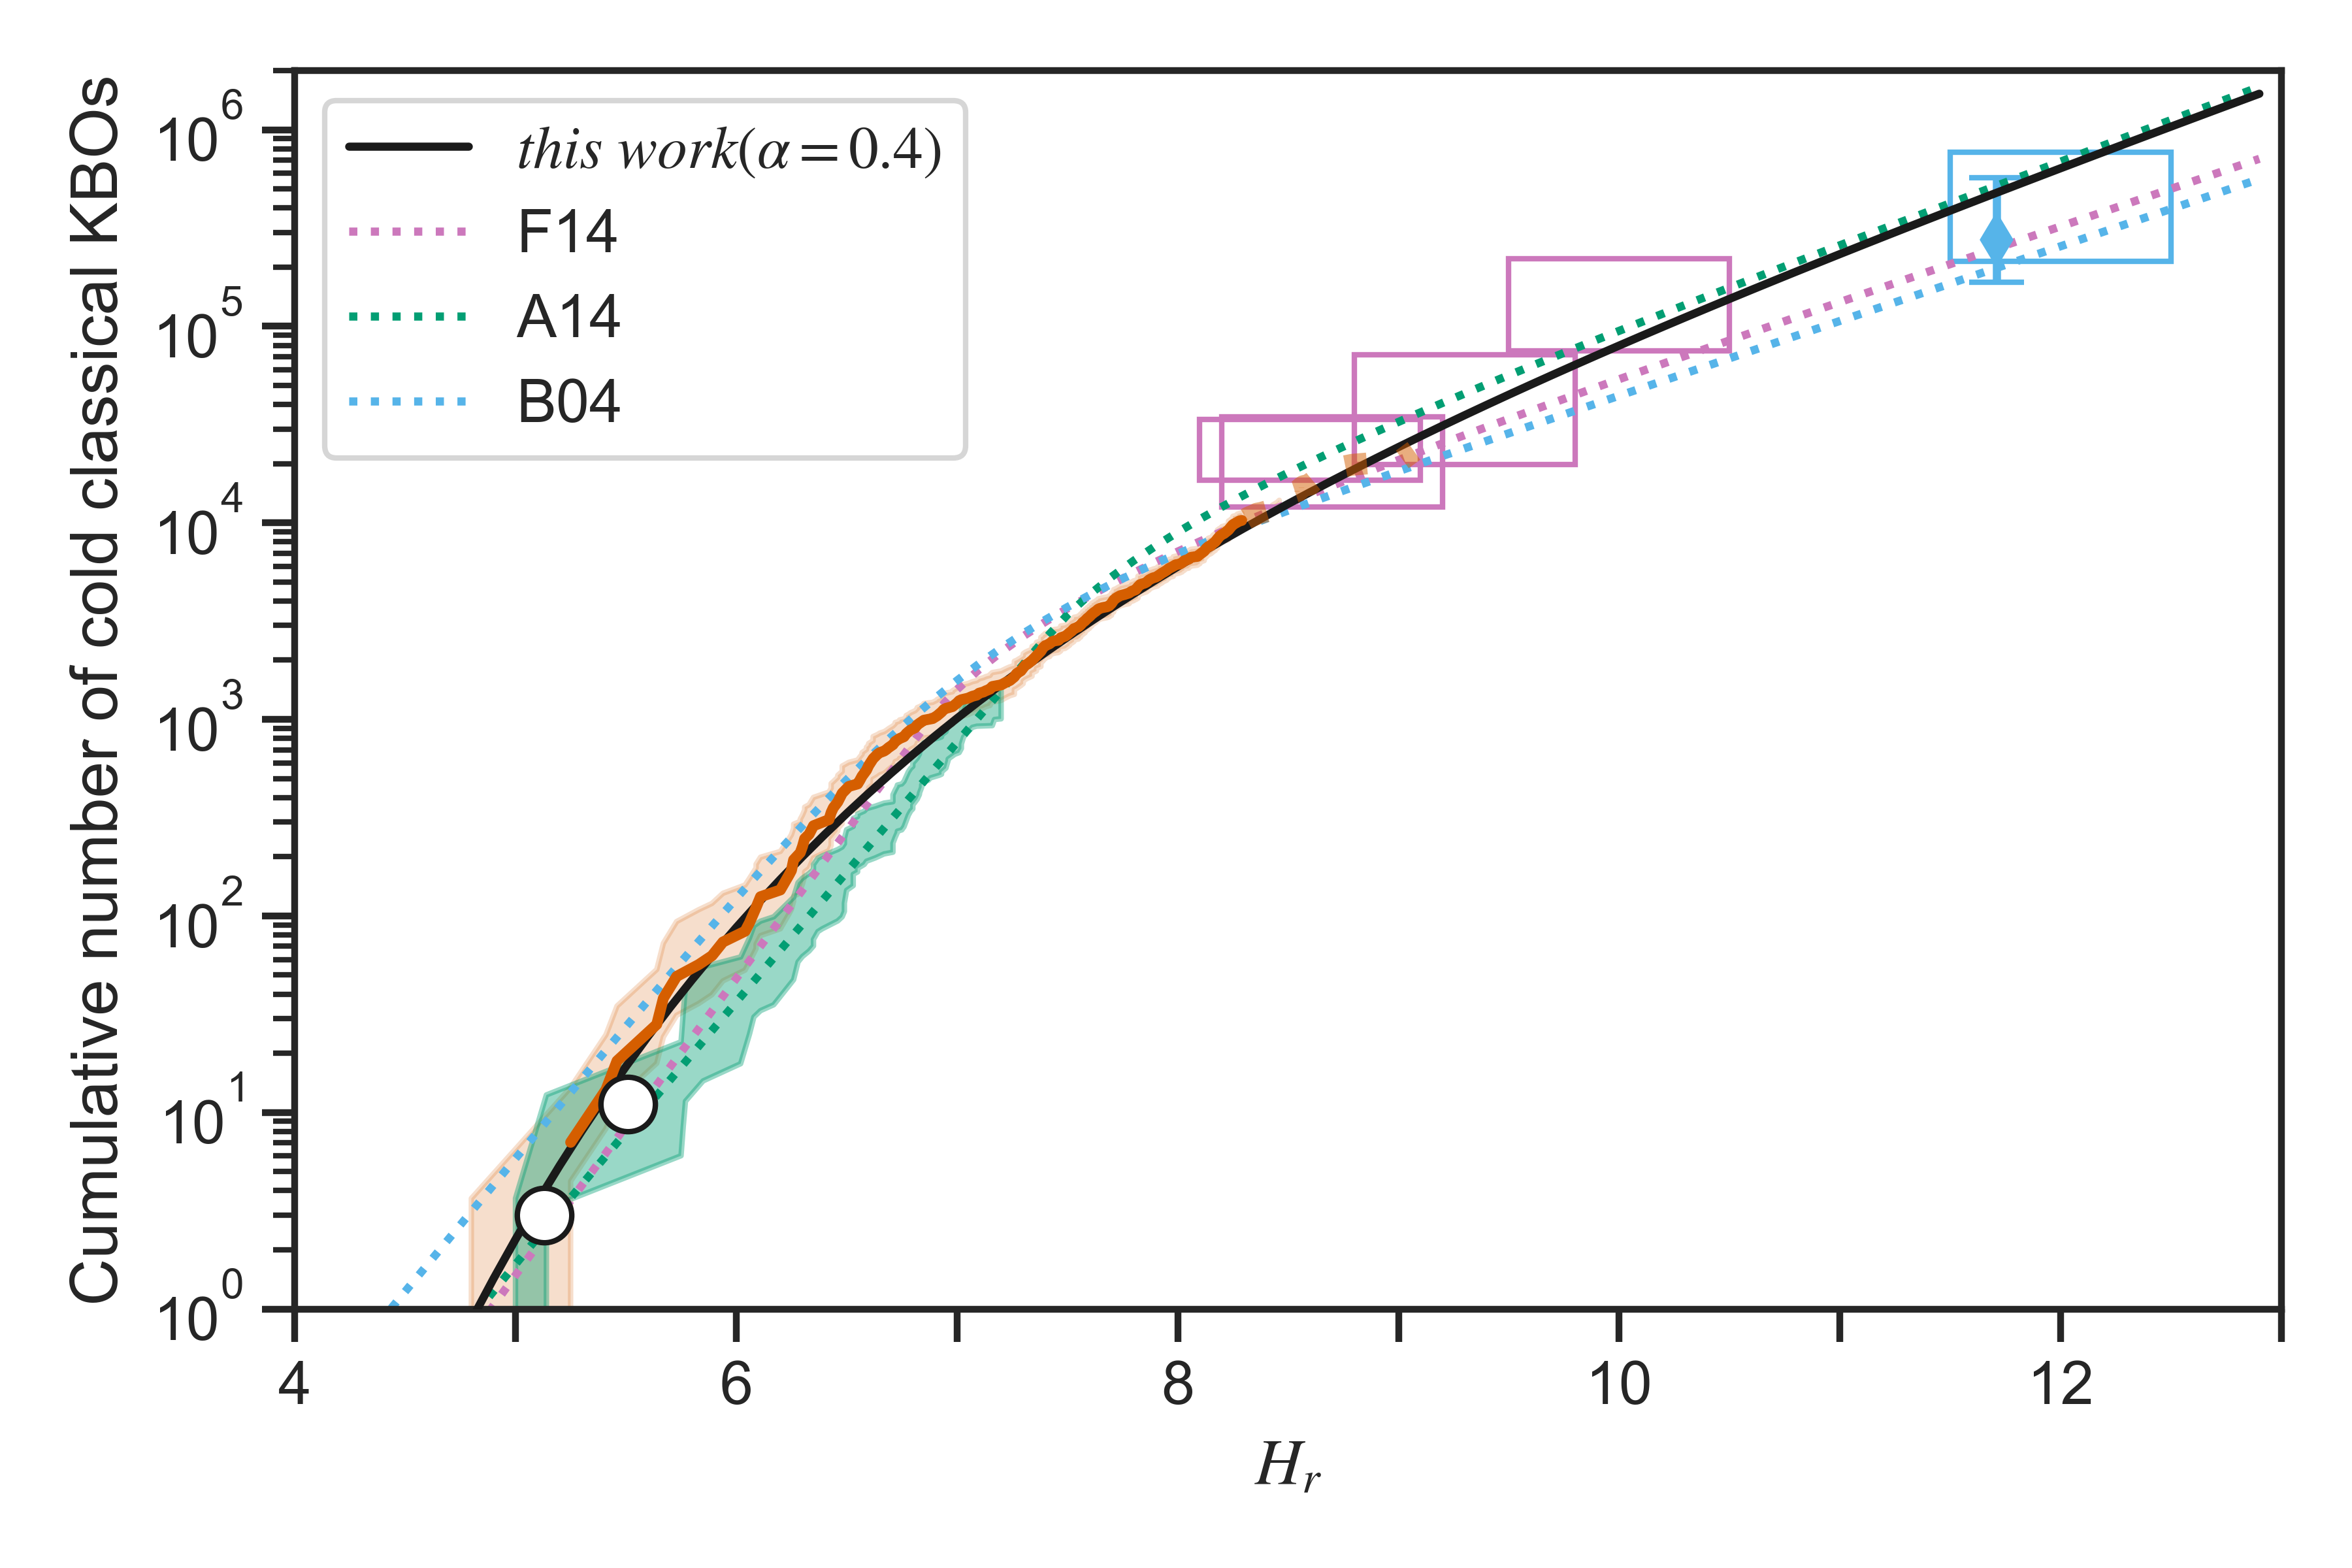 Cumulative number of cold classical KBOs
10^6
10^5
10^4
10^3
10^2
10^1
10^0
this work(α = 0.4)
F14
A14
B04
4 6 8 10 12
H_r